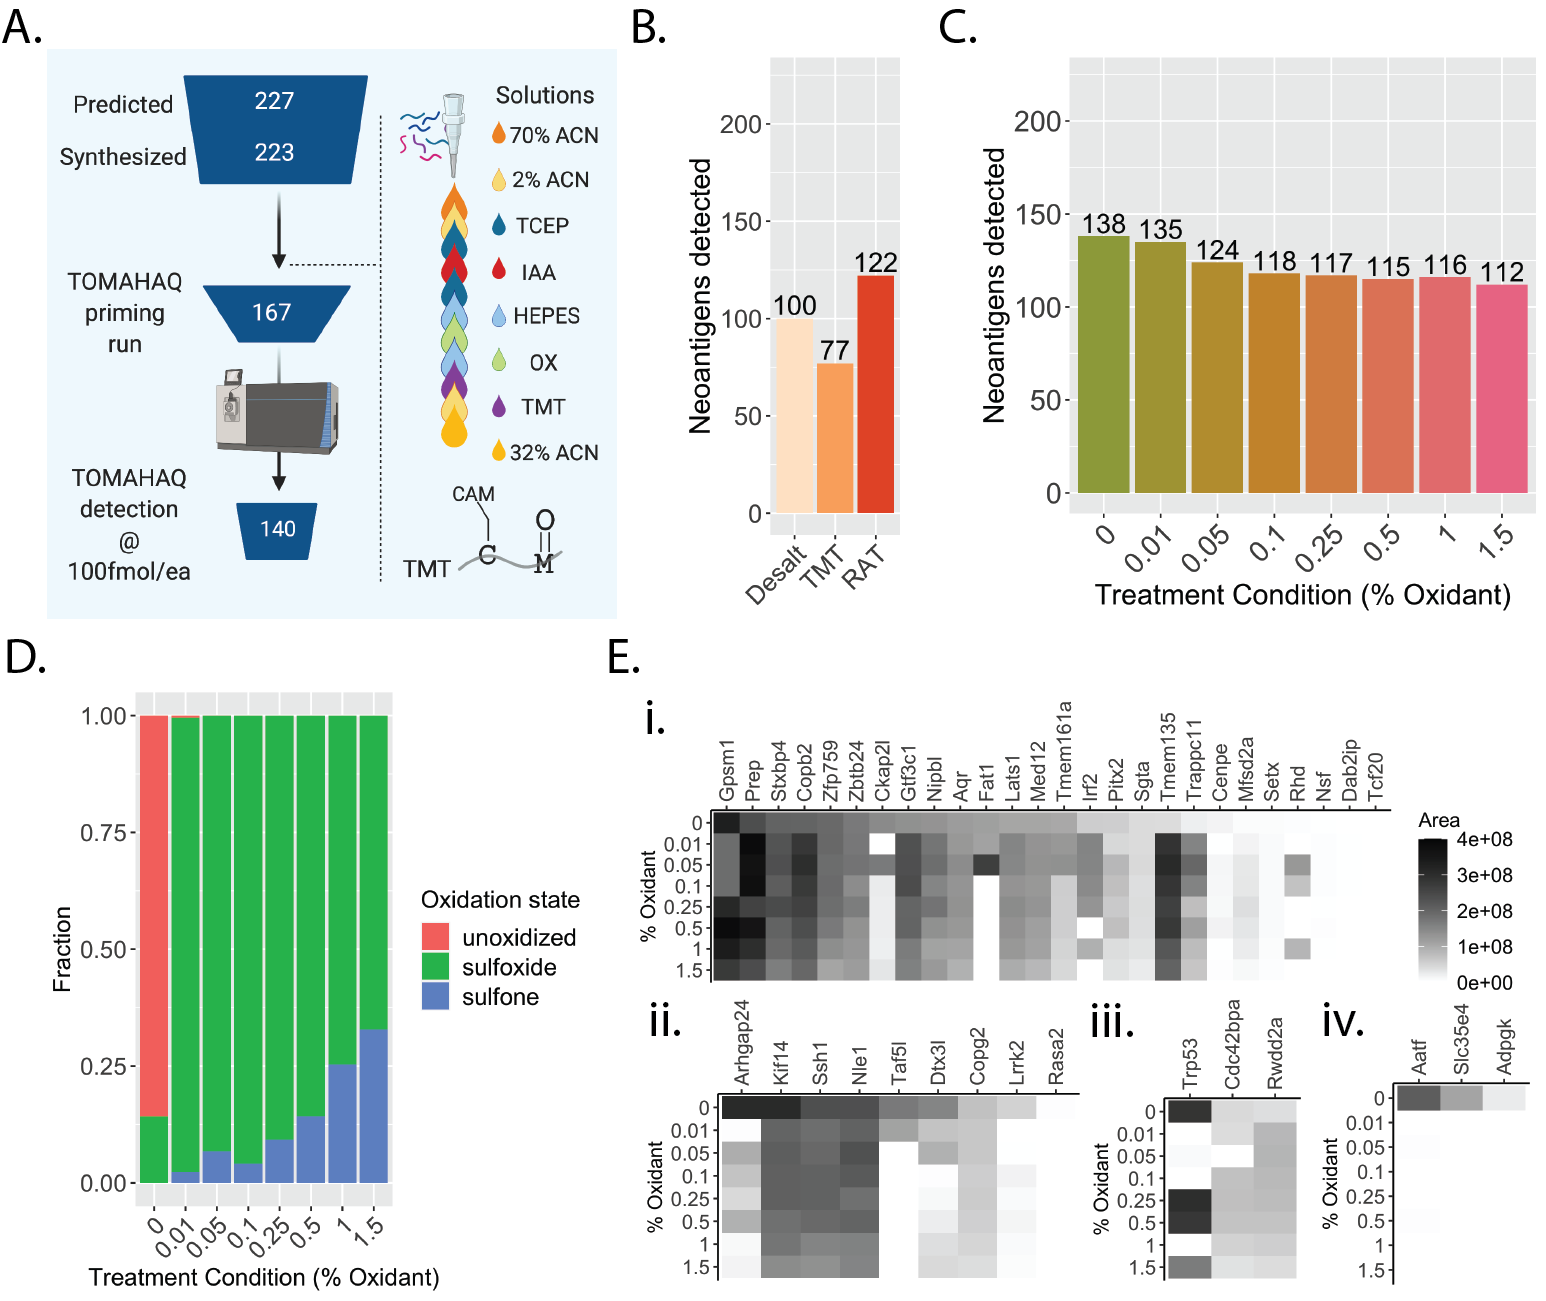 A.
Predicted
227
Synthesized
223
TOMAHAQ
priming
run
167
TOMAHAQ
detection
@
100fmol/ea
140
Solutions
70% ACN
2% ACN
TCEP
IAA
HEPES
OX
TMT
32% ACN
CAM
O
TMT
C
M
B.
Neoantigens detected
200
150
100
50
0
100
77
122
Desalt
TMT
RAT
C.
Neoantigens detected
200
150
100
50
0
138
135
124
118
117
115
116
112
0
0.01
0.05
0.1
0.25
0.5
1
1.5
Treatment Condition (% Oxidant)
D.
Fraction
1.00
0.75
0.50
0.25
0.00
0
0.01
0.05
0.1
0.25
0.5
1
1.5
Treatment Condition (% Oxidant)
Oxidation state
unoxidized
sulfoxide
sulfone
E.
i.
Gpsm1
Prep
Stxbp4
Copb2
Zfp759
Zbtb24
Ckap2l
Gtf3c1
Nipbl
Aqr
Fat1
Lats1
Med12
Tmem161a
Irf2
Pitx2
Sgta
Tmem135
Trappc11
Cenpe
Mfsd2a
Setx
Rhd
Nsf
Dab2ip
Tcf20
% Oxidant
0
0.01
0.05
0.1
0.25
0.5
1
1.5
Area
4e+08
3e+08
2e+08
1e+08
0e+00
ii.
Arhgap24
Kif14
Ssh1
Nle1
Taf5l
Dtx3l
Copg2
Lrrk2
Rasa2
% Oxidant
0
0.01
0.05
0.1
0.25
0.5
1
1.5
iii.
Trp53
Cdc42bpa
Rwdd2a
% Oxidant
0
0.01
0.05
0.1
0.25
0.5
1
1.5
iv.
Aatf
Slc35e4
Adpgk
% Oxidant
0
0.01
0.05
0.1
0.25
0.5
1
1.5